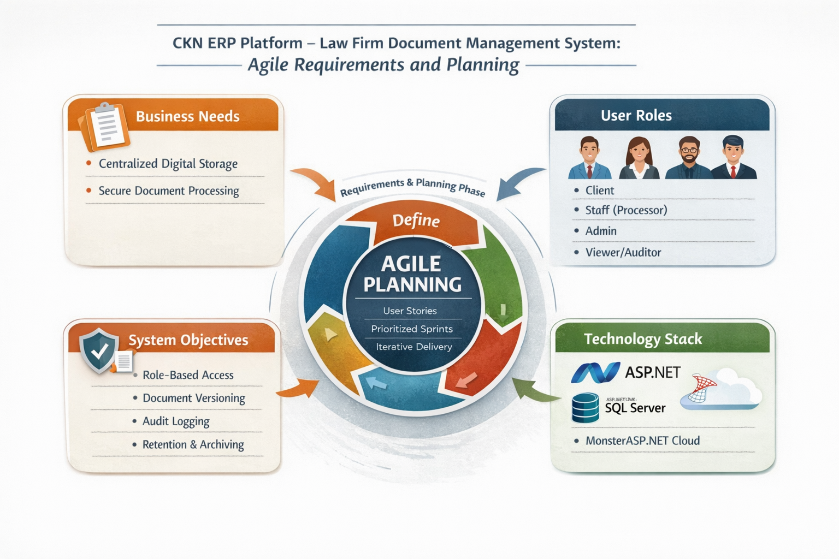 CKN ERP Platform – Law Firm Document Management System:
Agile Requirements and Planning
Business Needs
• Centralized Digital Storage
• Secure Document Processing
User Roles
• Client
• Staff (Processor)
• Admin
• Viewer/Auditor
Requirements & Planning Phase
Define
AGILE
PLANNING
User Stories
Prioritized Sprints
Iterative Delivery
System Objectives
• Role-Based Access
• Document Versioning
• Audit Logging
• Retention & Archiving
Technology Stack
ASP.NET
SQL Server
• MonsterASP.NET Cloud